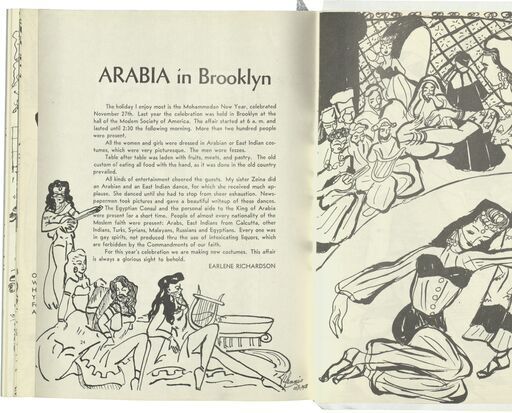 ARABIA in Brooklyn
The holiday I enjoy most is the Mohammedan New Year, celebrated
November 27th. Last year the celebration was held in Brooklyn at the
hall of the Moslem Society of America. The affair started at 6 a. m. and
lasted until 2:30 the following morning. More than two hundred people
were present.
All the women and girls were dressed in Arabian or East Indian cos-
tumes, which were very picturesque. The men wore fezzes.
Table after table was laden with fruits, meats, and pastry. The old
custom of eating all food with the hand, as it was done in the old country
prevailed.
All kinds of entertainment cheered the guests. My sister Zeina did
an Arabian and an East Indian dance, for which she received much ap-
plause. She danced until she had to stop from sheer exhaustion. News-
papermen took pictures and gave a beautiful writeup of these dances.
The Egyptian Consul and the personal aide to the King of Arabia
were present for a short time. People of almost every nationality of the
Moslem faith were present; Arabs, East Indians from Calcutta, other
Indians, Turks, Syrians, Malayans, Russians and Egyptians. Every one was
in gay spirits, not produced thru the use of intoxicating liquors, which
are forbidden by the Commandments of our faith.
For this year's celebration we are making new costumes. This affair
is always a glorious sight to behold.
EARLENE RICHARDSON
24